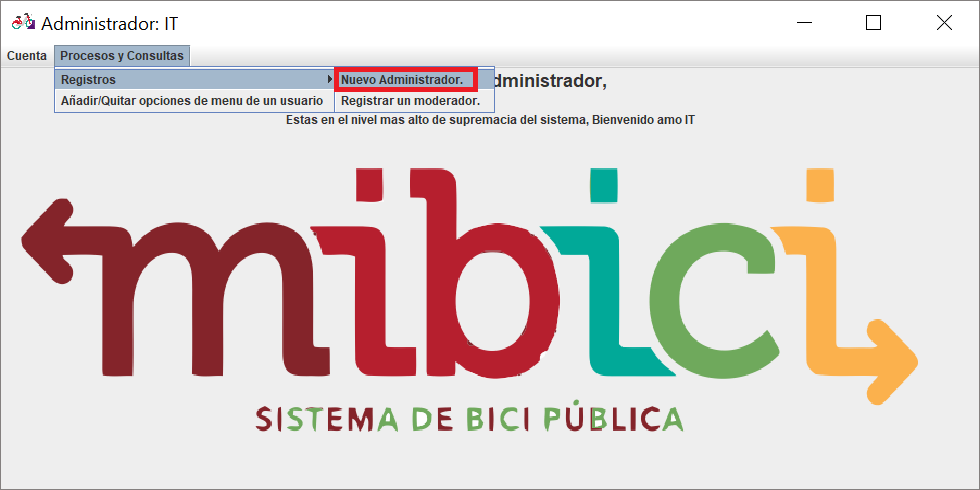 Administrador: IT
Cuenta Procesos y Consultas
Registros
Nuevo Administrador.
dministrador,
Añadir/Quitar opciones de menu de un usuario
Registrar un moderador.
Estas en el nivel mas alto de supremacia del sistema, Bienvenido amo IT
mibici
SISTEMA DE BICI PÚBLICA